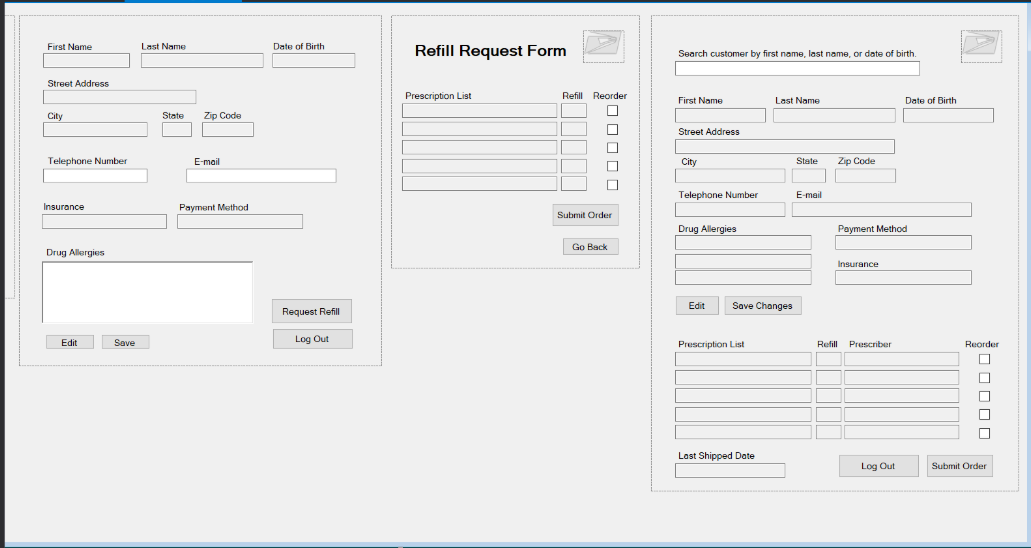 First Name Last Name Date of Birth
Street Address
City State Zip Code
Telephone Number E-mail
Insurance Payment Method
Drug Allergies
Request Refill
Edit Save Log Out
Refill Request Form
Prescription List Refill Reorder
Submit Order
Go Back
Search customer by first name, last name, or date of birth.
First Name Last Name Date of Birth
Street Address
City State Zip Code
Telephone Number E-mail
Drug Allergies Payment Method
Insurance
Edit Save Changes
Prescription List Refill Prescriber Reorder
Last Shipped Date
Log Out Submit Order